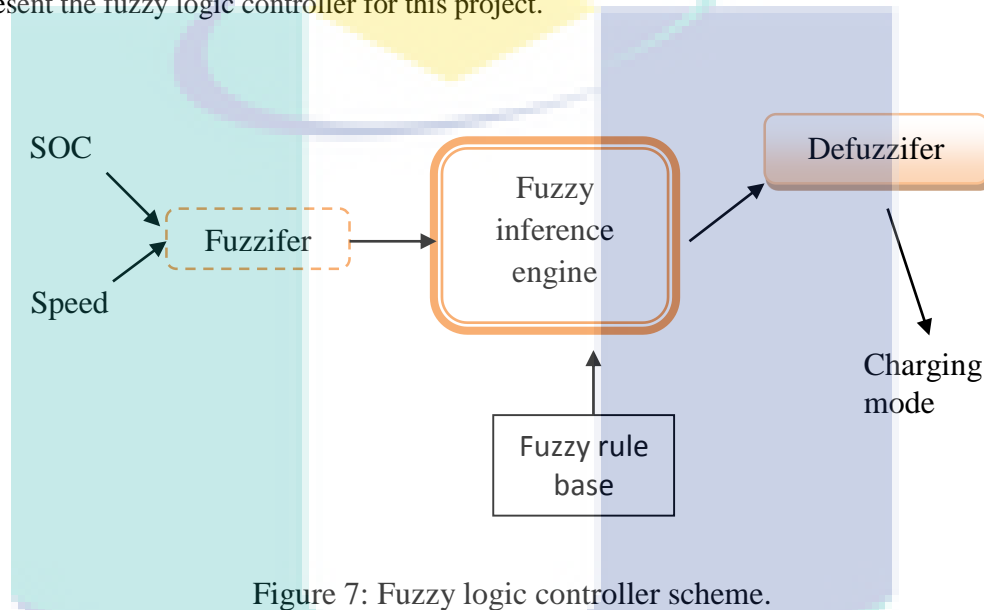 esent the fuzzy logic controller for this project.
SOC
Speed
Fuzzifer
Fuzzy
inference
engine
Fuzzy rule
base
Defuzzifer
Charging
mode
Figure 7: Fuzzy logic controller scheme.